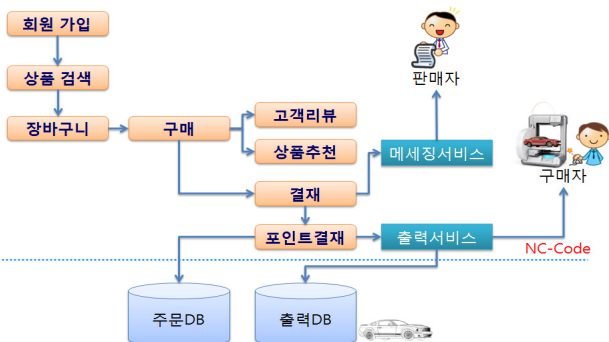 회원 가입
상품 검색
장바구니
구매
고객리뷰
상품추천
결재
포인트결재
메세징서비스
출력서비스
판매자
구매자
NC-Code
주문DB
출력DB